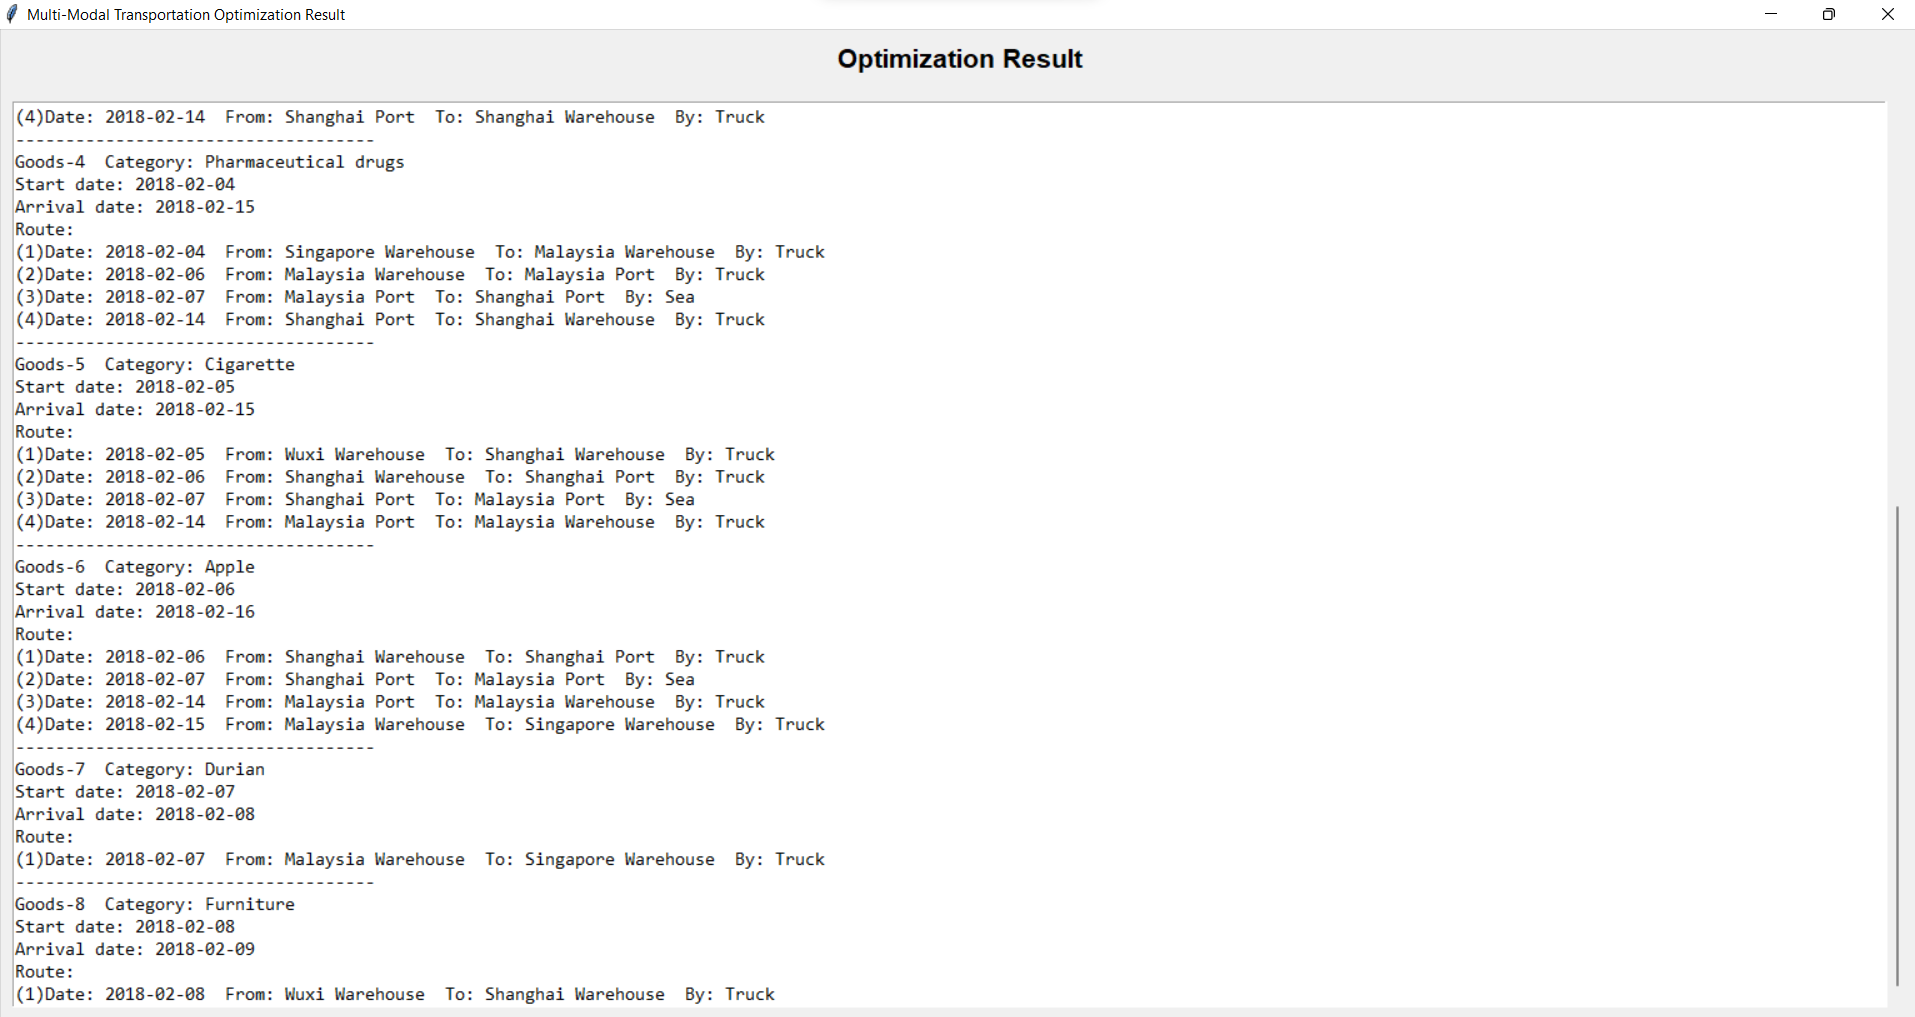 Multi-Modal Transportation Optimization Result
Optimization Result
(4)Date: 2018-02-14  From: Shanghai Port  To: Shanghai Warehouse  By: Truck
------------------------------------
Goods-4  Category: Pharmaceutical drugs
Start date: 2018-02-04
Arrival date: 2018-02-15
Route:
(1)Date: 2018-02-04  From: Singapore Warehouse  To: Malaysia Warehouse  By: Truck
(2)Date: 2018-02-06  From: Malaysia Warehouse  To: Malaysia Port  By: Truck
(3)Date: 2018-02-07  From: Malaysia Port  To: Shanghai Port  By: Sea
(4)Date: 2018-02-14  From: Shanghai Port  To: Shanghai Warehouse  By: Truck
------------------------------------
Goods-5  Category: Cigarette
Start date: 2018-02-05
Arrival date: 2018-02-15
Route:
(1)Date: 2018-02-05  From: Wuxi Warehouse  To: Shanghai Warehouse  By: Truck
(2)Date: 2018-02-06  From: Shanghai Warehouse  To: Shanghai Port  By: Truck
(3)Date: 2018-02-07  From: Shanghai Port  To: Malaysia Port  By: Sea
(4)Date: 2018-02-14  From: Malaysia Port  To: Malaysia Warehouse  By: Truck
------------------------------------
Goods-6  Category: Apple
Start date: 2018-02-06
Arrival date: 2018-02-16
Route:
(1)Date: 2018-02-06  From: Shanghai Warehouse  To: Shanghai Port  By: Truck
(2)Date: 2018-02-07  From: Shanghai Port  To: Malaysia Port  By: Sea
(3)Date: 2018-02-14  From: Malaysia Port  To: Malaysia Warehouse  By: Truck
(4)Date: 2018-02-15  From: Malaysia Warehouse  To: Singapore Warehouse  By: Truck
------------------------------------
Goods-7  Category: Durian
Start date: 2018-02-07
Arrival date: 2018-02-08
Route:
(1)Date: 2018-02-07  From: Malaysia Warehouse  To: Singapore Warehouse  By: Truck
------------------------------------
Goods-8  Category: Furniture
Start date: 2018-02-08
Arrival date: 2018-02-09
Route:
(1)Date: 2018-02-08  From: Wuxi Warehouse  To: Shanghai Warehouse  By: Truck